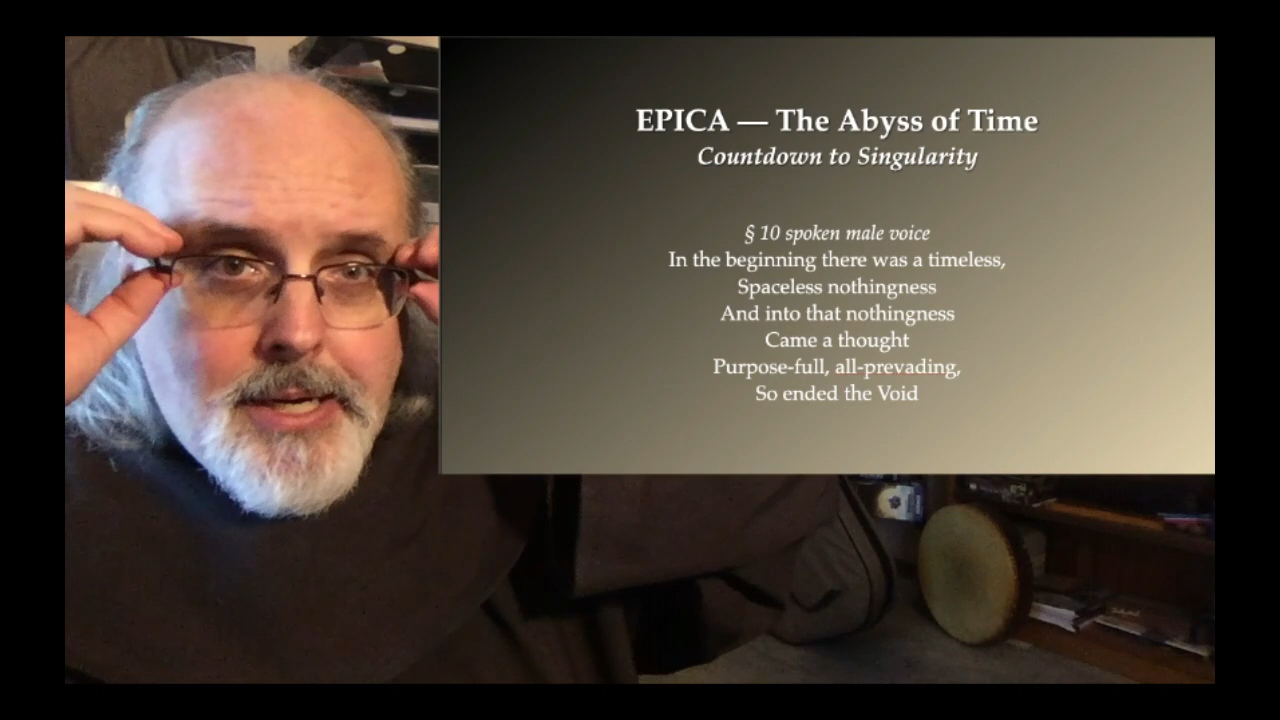 EPICA — The Abyss of Time
Countdown to Singularity
§ 10 spoken male voice
In the beginning there was a timeless,
Spaceless nothingness
And into that nothingness
Came a thought
Purpose-full, all-prevading,
So ended the Void